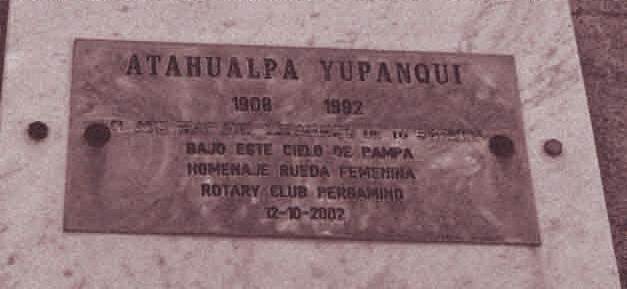 ATAHUALPA YUPANQUI
1908 1992
BAJO ESTE CIELO DE PAMPA
HOMENAJE RUEDA FEMENINA
ROTARY CLUB PERGAMINO
12-10-2002